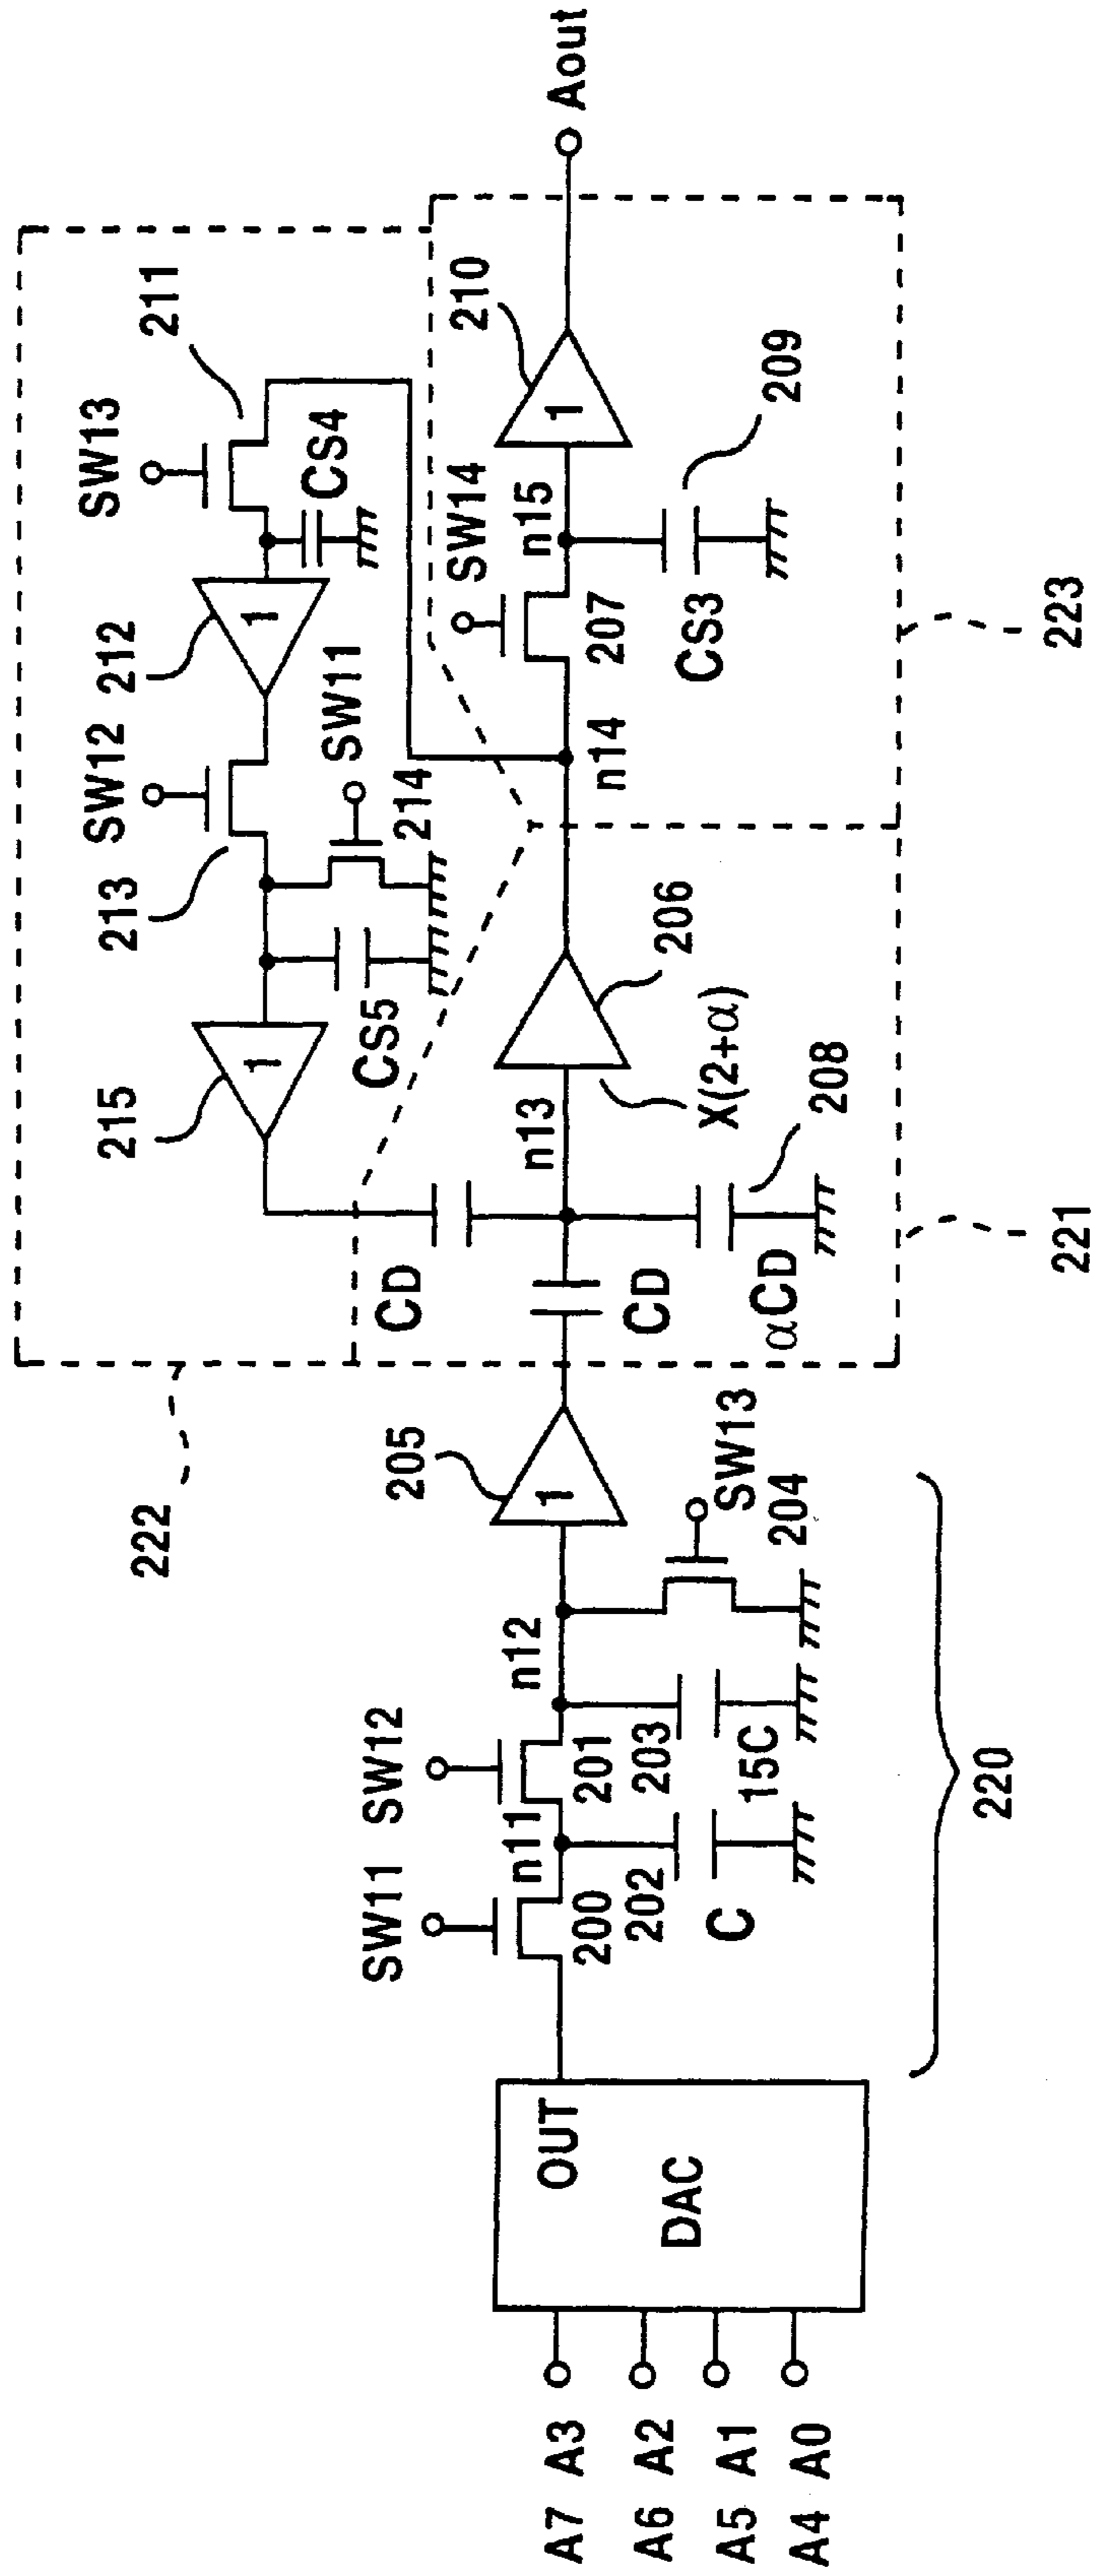 A7 A3
A6 A2
A5 A1
A4 A0
OUT
DAC
SW11
200
n11
202
C
SW12
201
203
15C
n12
SW13
204
220
205
1
222
CD
CD
αCD
208
n13
X(2+α)
206
221
215
1
CS5
213
SW12
214
SW11
212
1
CS4
SW13
211
n14
207
SW14
n15
CS3
209
210
1
223
Aout